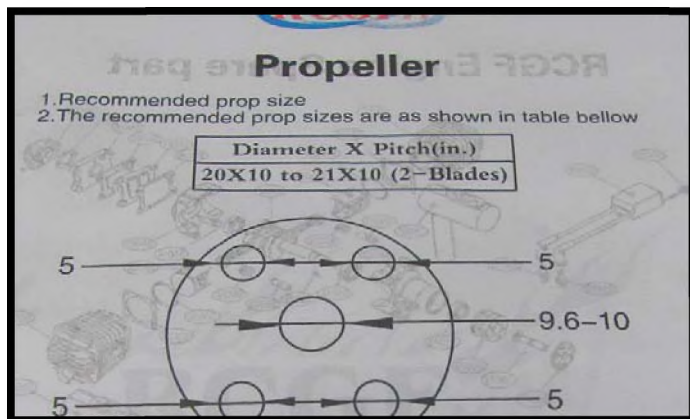 Propeller
1.Recommended prop size
2.The recommended prop sizes are as shown in table bellow
Diameter X Pitch(in.)
20X10 to 21X10 (2-Blades)
5 5
9.6-10
5 5